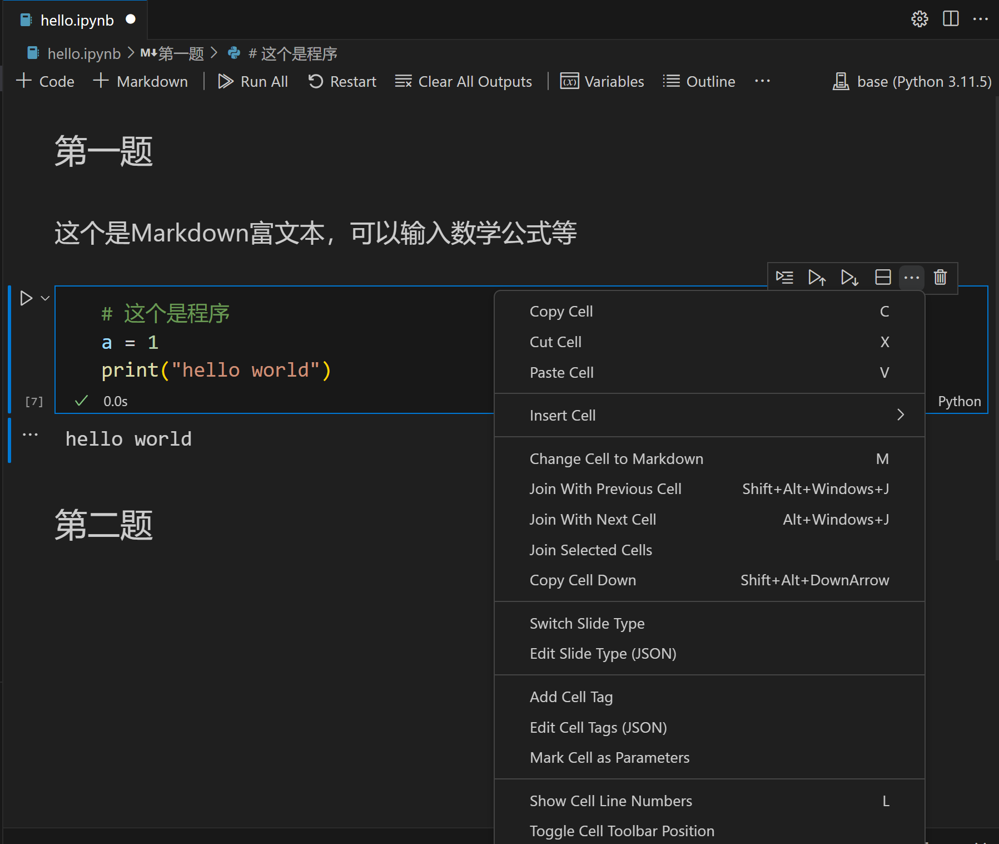 hello.ipynb
hello.ipynb > M↓第一题 > # 这个是程序
+ Code + Markdown | Run All Restart Clear All Outputs | (x) Variables Outline ··· base (Python 3.11.5)
第一题
这个是Markdown富文本，可以输入数学公式等
# 这个是程序
a = 1
print("hello world")
[7] 0.0s
Python
hello world
第二题
Copy Cell C
Cut Cell X
Paste Cell V
Insert Cell
Change Cell to Markdown M
Join With Previous Cell Shift+Alt+Windows+J
Join With Next Cell Alt+Windows+J
Join Selected Cells
Copy Cell Down Shift+Alt+DownArrow
Switch Slide Type
Edit Slide Type (JSON)
Add Cell Tag
Edit Cell Tags (JSON)
Mark Cell as Parameters
Show Cell Line Numbers L
Toggle Cell Toolbar Position